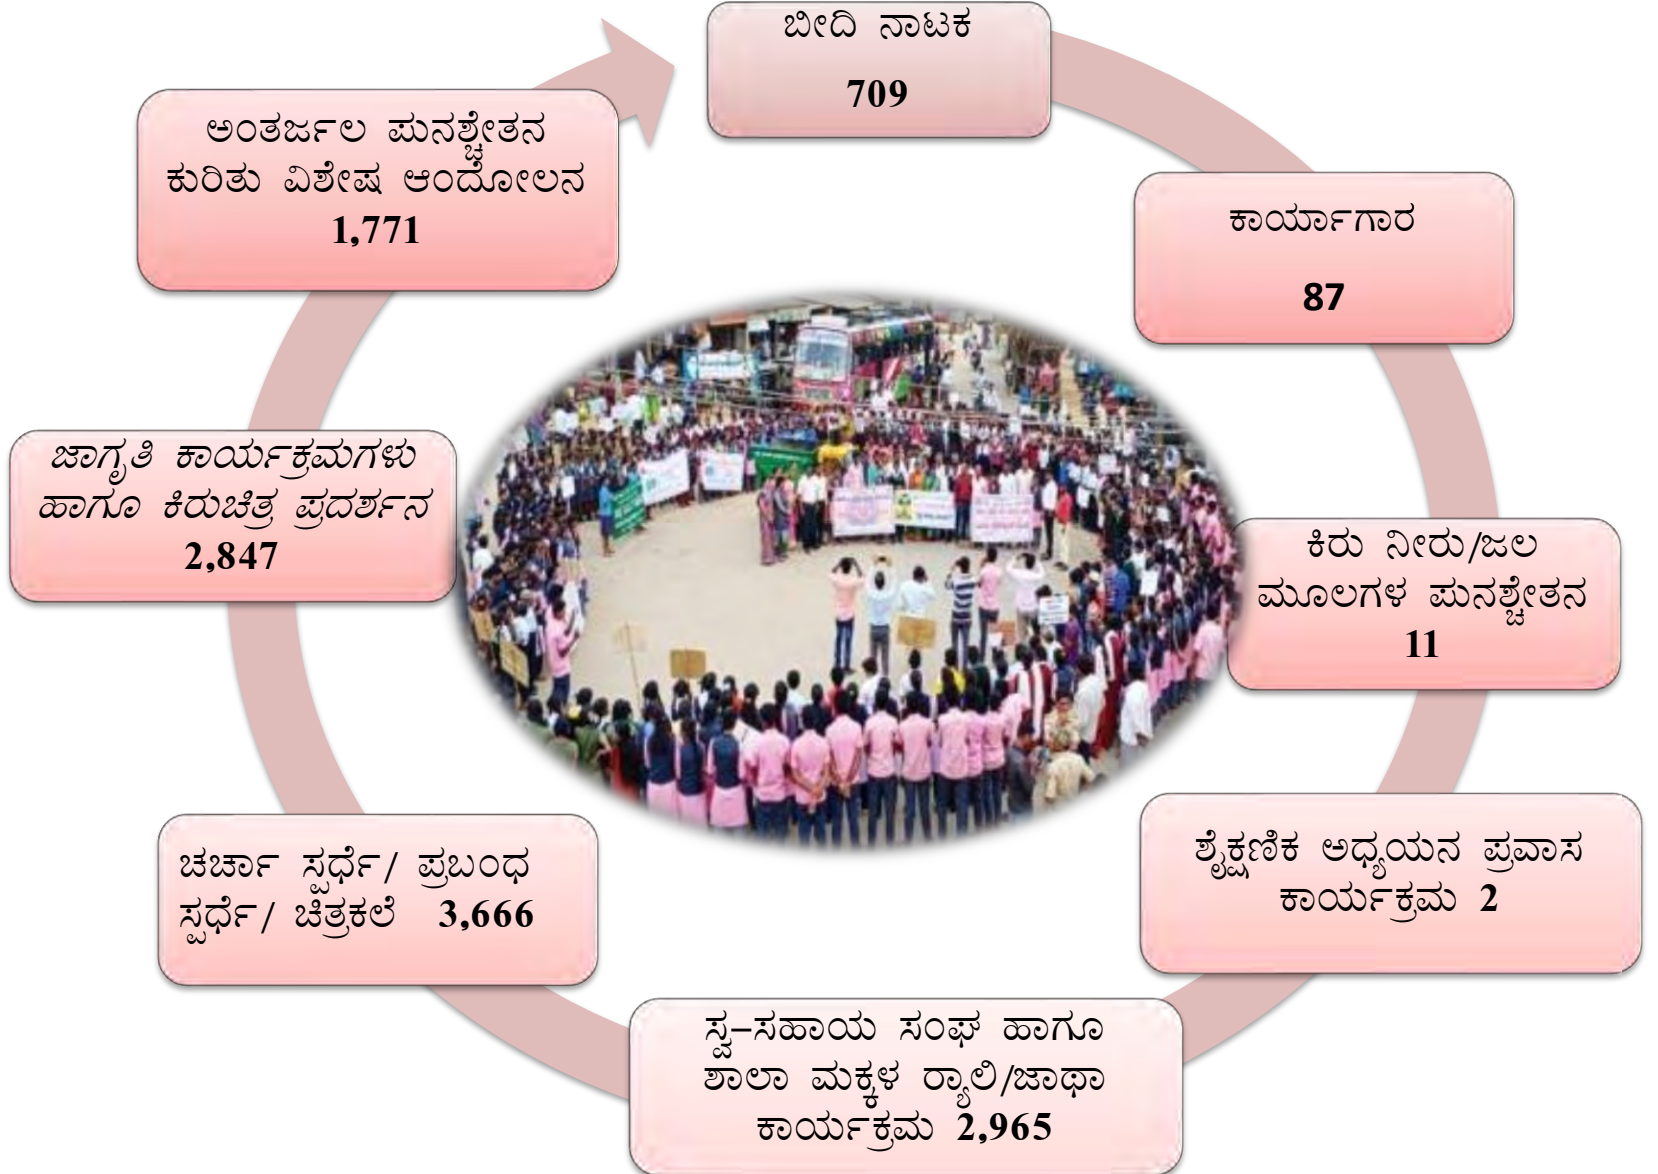 ಬೀದಿ ನಾಟಕ
709
ಕಾರ್ಯಾಗಾರ
87
ಕಿರು ನೀರು/ಜಲ
ಮೂಲಗಳ ಪುನಶ್ಚೇತನ
11
ಶೈಕ್ಷಣಿಕ ಅಧ್ಯಯನ ಪ್ರವಾಸ
ಕಾರ್ಯಕ್ರಮ 2
ಸ್ವ–ಸಹಾಯ ಸಂಘ ಹಾಗೂ
ಶಾಲಾ ಮಕ್ಕಳ ರ‍್ಯಾಲಿ/ಜಾಥಾ
ಕಾರ್ಯಕ್ರಮ 2,965
ಚರ್ಚಾ ಸ್ಪರ್ಧೆ/ ಪ್ರಬಂಧ
ಸ್ಪರ್ಧೆ/ ಚಿತ್ರಕಲೆ 3,666
ಜಾಗೃತಿ ಕಾರ್ಯಕ್ರಮಗಳು
ಹಾಗೂ ಕಿರುಚಿತ್ರ ಪ್ರದರ್ಶನ
2,847
ಅಂತರ್ಜಲ ಪುನಶ್ಚೇತನ
ಕುರಿತು ವಿಶೇಷ ಆಂದೋಲನ
1,771